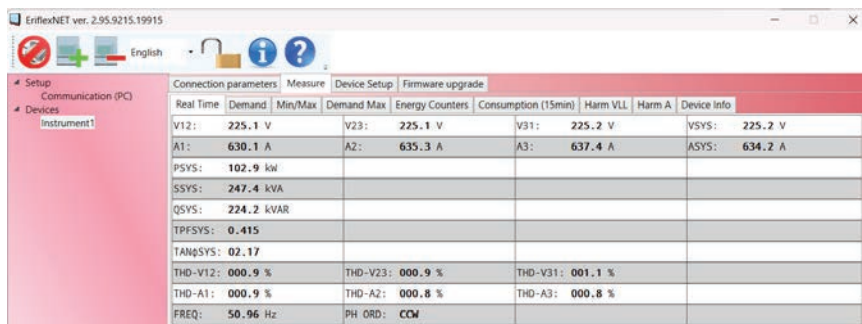 EriflexNET ver. 2.95.9215.19915
English
Setup
Communication (PC)
Devices
Instrument1
Connection parameters Measure Device Setup Firmware upgrade
Real Time Demand Min/Max Demand Max Energy Counters Consumption (15min) Harm VLL Harm A Device Info
V12: 225.1 V V23: 225.1 V V31: 225.2 V VSYS: 225.2 V
A1: 630.1 A A2: 635.3 A A3: 637.4 A ASYS: 634.2 A
PSYS: 102.9 kW
SSYS: 247.4 kVA
QSYS: 224.2 kVAR
TPFSYS: 0.415
TANϕSYS: 02.17
THD-V12: 000.9 % THD-V23: 000.9 % THD-V31: 001.1 %
THD-A1: 000.9 % THD-A2: 000.8 % THD-A3: 000.8 %
FREQ: 50.96 Hz PH ORD: CCW